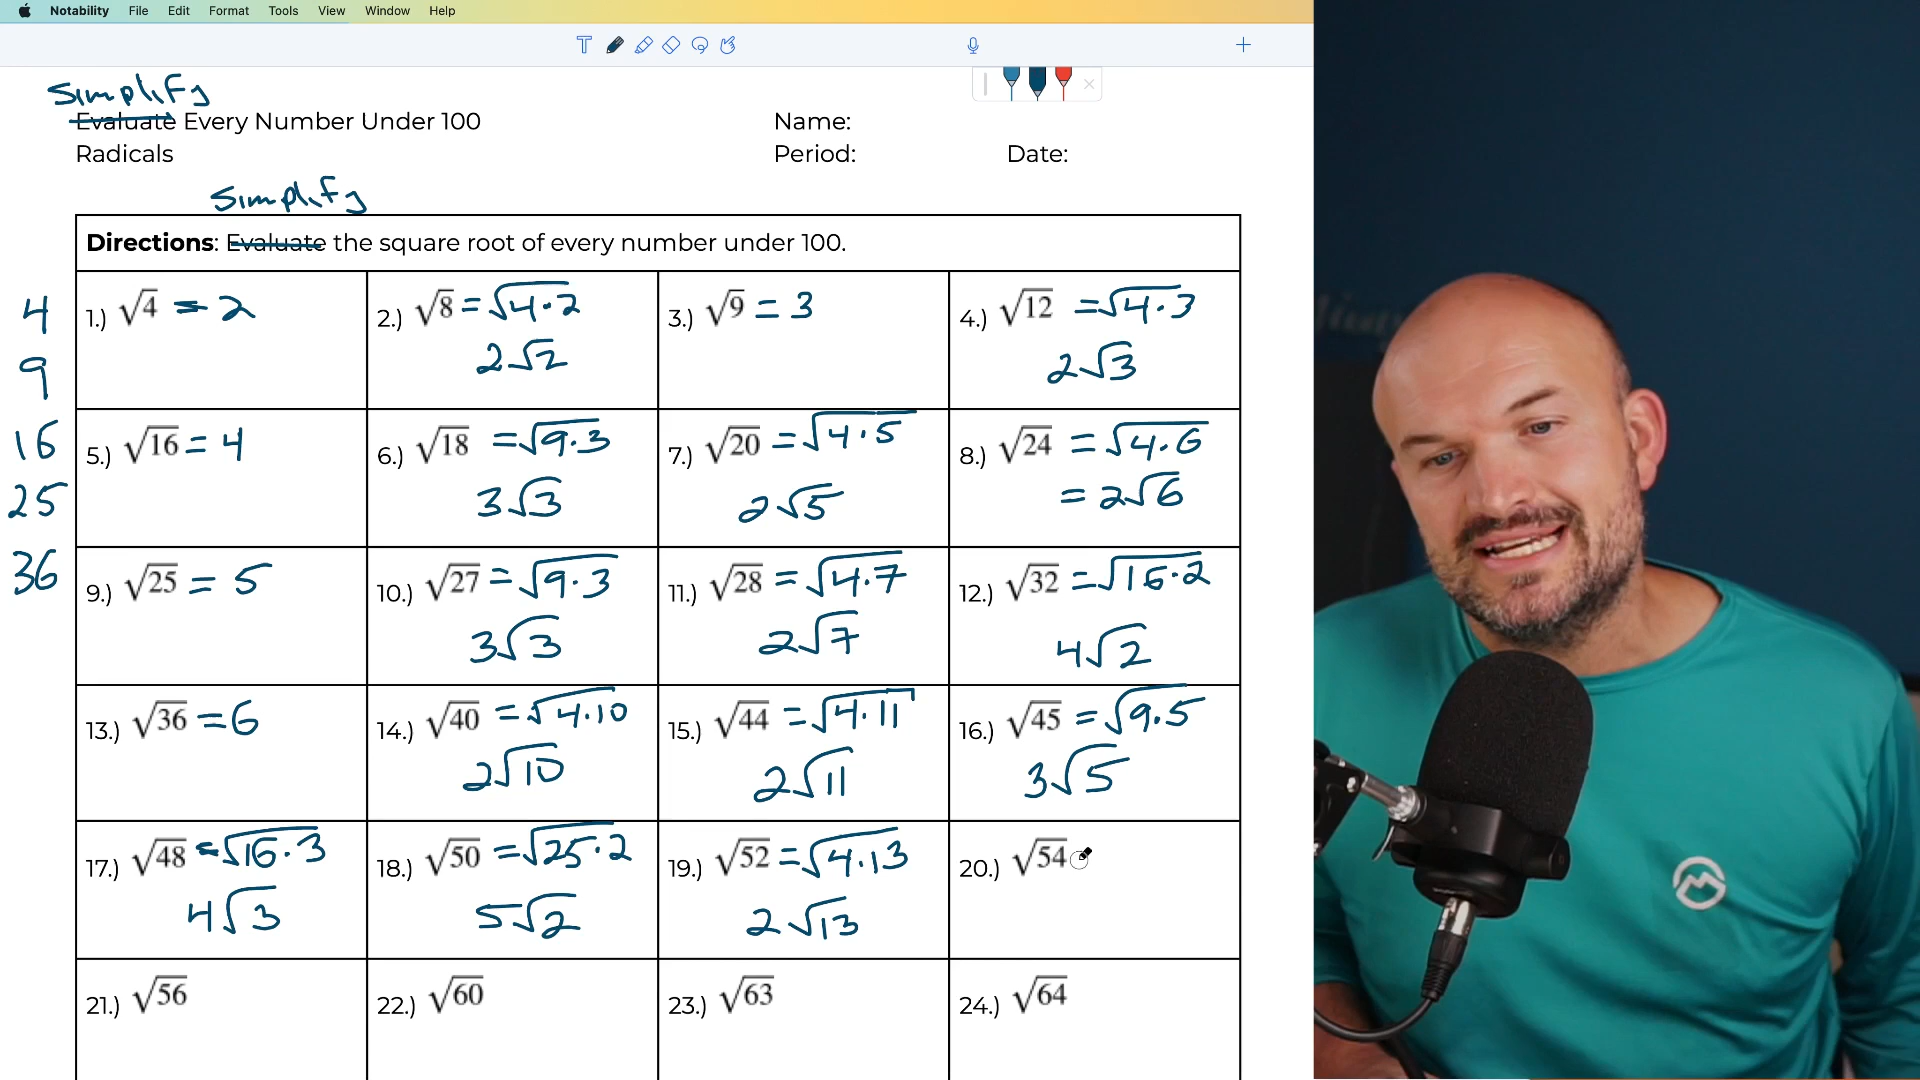 Notability File Edit Format Tools View Window Help
T
Simplify
Evaluate Every Number Under 100
Name:
Radicals
Period: Date:
Simplify
Directions: Evaluate the square root of every number under 100.
4
9
16
25
36
1.) √4 = 2
2.) √8 = √4·2
2√2
3.) √9 = 3
4.) √12 = √4·3
2√3
5.) √16 = 4
6.) √18 = √9·3
3√3
7.) √20 = √4·5
2√5
8.) √24 = √4·6
= 2√6
9.) √25 = 5
10.) √27 = √9·3
3√3
11.) √28 = √4·7
2√7
12.) √32 = √16·2
4√2
13.) √36 = 6
14.) √40 = √4·10
2√10
15.) √44 = √4·11
2√11
16.) √45 = √9·5
3√5
17.) √48 = √16·3
4√3
18.) √50 = √25·2
5√2
19.) √52 = √4·13
2√13
20.) √54
21.) √56
22.) √60
23.) √63
24.) √64